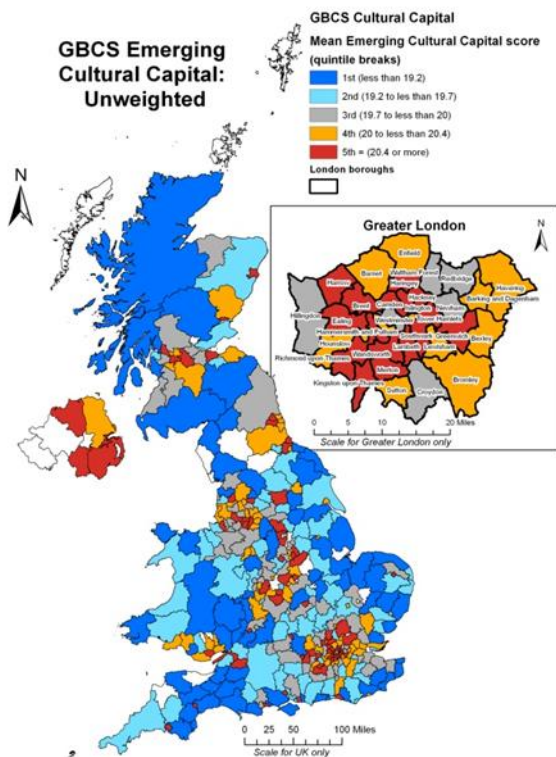 GBCS Emerging
Cultural Capital:
Unweighted
GBCS Cultural Capital
Mean Emerging Cultural Capital score
(quintile breaks)
1st (less than 19.2)
2nd (19.2 to les than 19.7)
3rd (19.7 to less than 20)
4th (20 to less than 20.4)
5th = (20.4 or more)
London boroughs
N
N
Greater London
Enfield
Barnet
Waltham Forest
Haringey
Redbridge
Harrow
Havering
Hackney
Barking and Dagenham
Brent
Camden
Islington
Newham
Hillingdon
Ealing
Westminster
Tower Hamlets
Hammersmith and Fulham
Southwark
Greenwich
Hounslow
Lambeth
Lewisham
Bexley
Richmond upon Thames
Wandsworth
Merton
Kingston upon Thames
Sutton
Croydon
Bromley
0 5 10 20 Miles
Scale for Greater London only
0 25 50 100 Miles
Scale for UK only